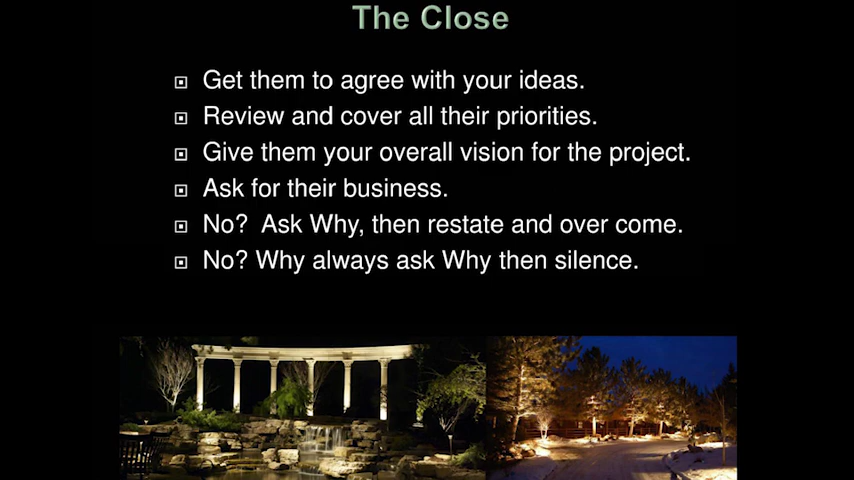 The Close
Get them to agree with your ideas.
Review and cover all their priorities.
Give them your overall vision for the project.
Ask for their business.
No?  Ask Why, then restate and over come.
No? Why always ask Why then silence.